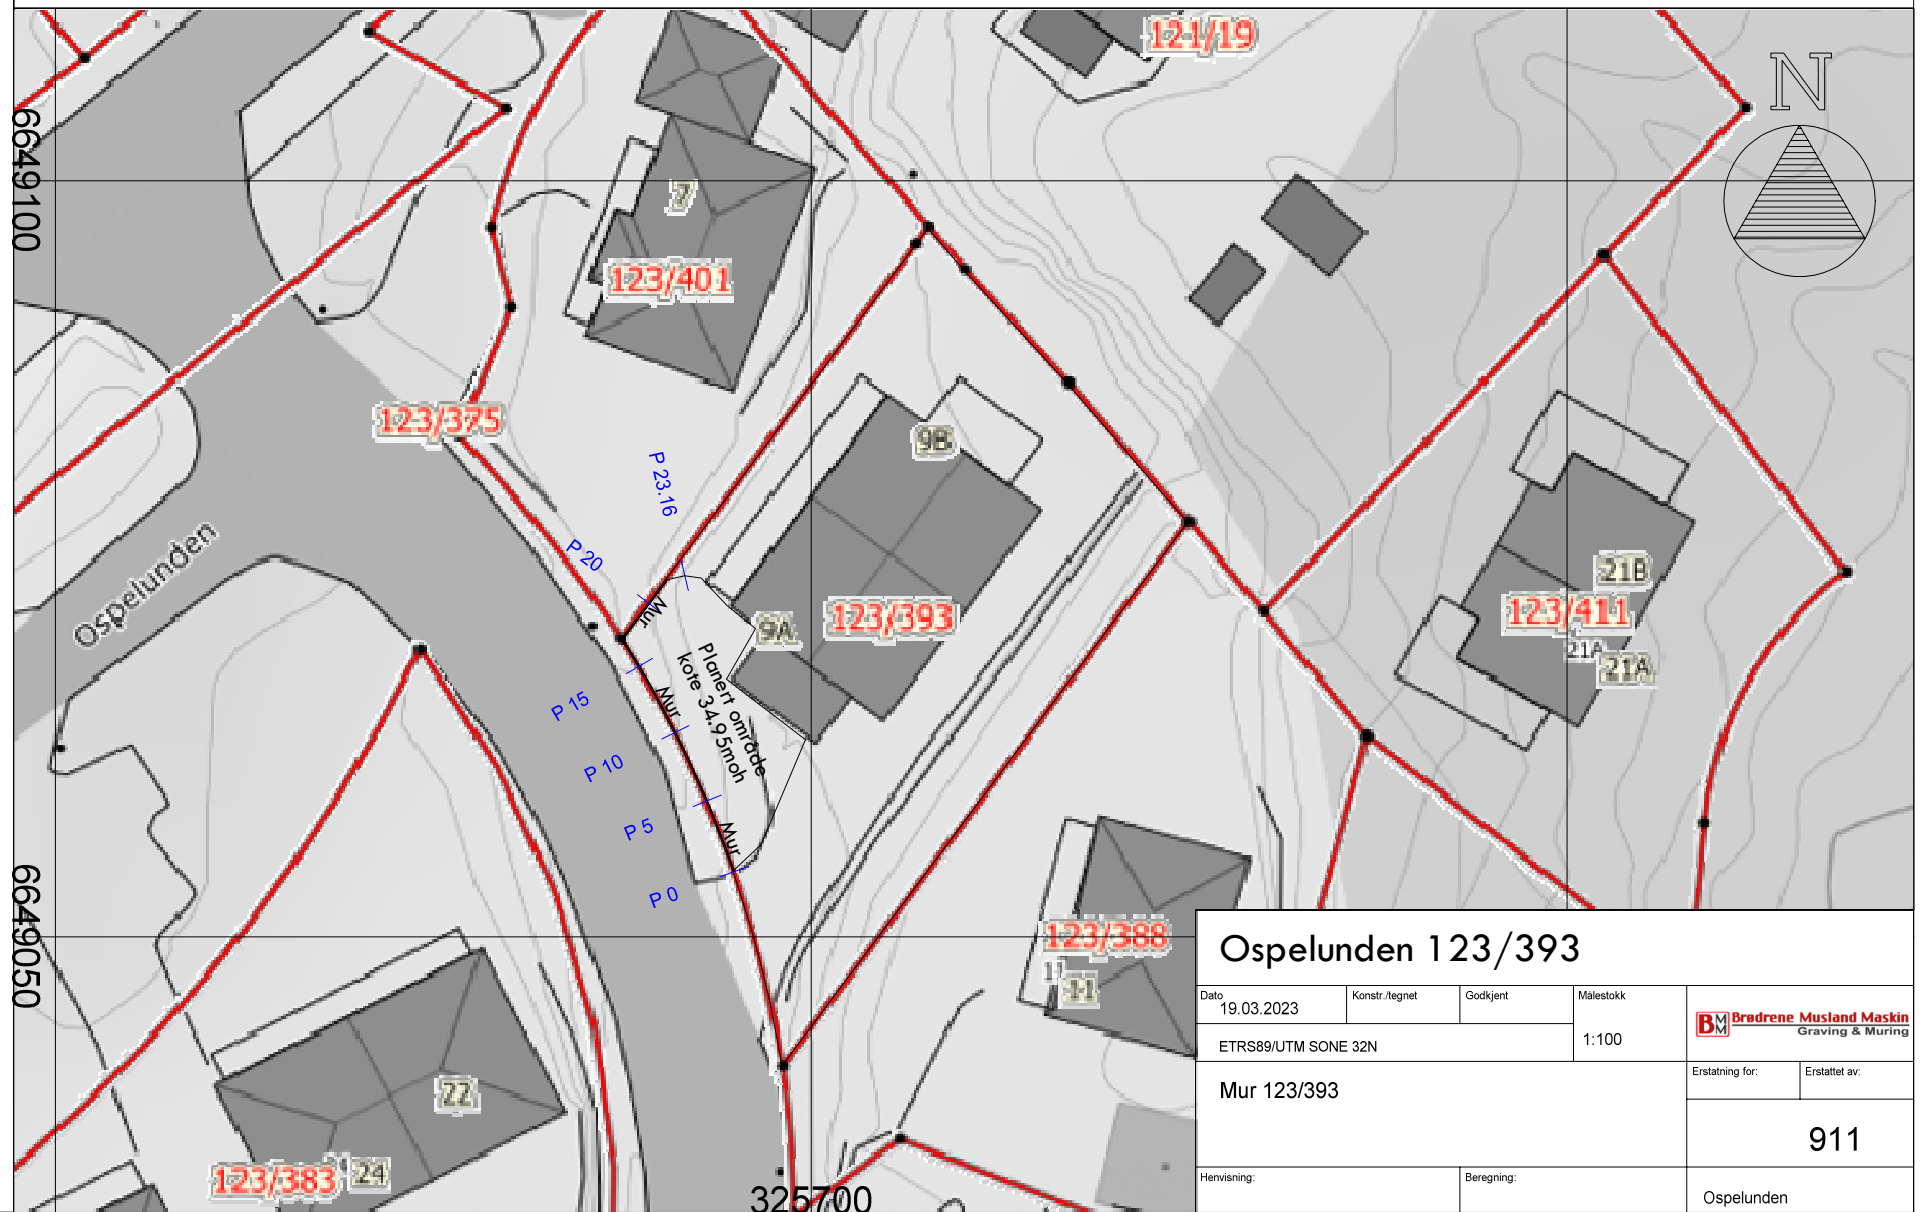 121/19
N
6649100
7
123/401
123/375
9B
P 23.16
P 20
Ospelunden
Mur
9A
123/393
21B
123/411
21A
21A
Planert område
kote 34.95moh
Mur
P 15
P 10
P 5
Mur
P 0
6649050
123/388
11
11
22
24
123/383
325700
Ospelunden 123/393
Dato
19.03.2023
Konstr./tegnet
Godkjent
Målestokk
1:100
ETRS89/UTM SONE 32N
BMM Brødrene Musland Maskin
Graving & Muring
Mur 123/393
Erstatning for:
Erstattet av:
911
Henvisning:
Beregning:
Ospelunden